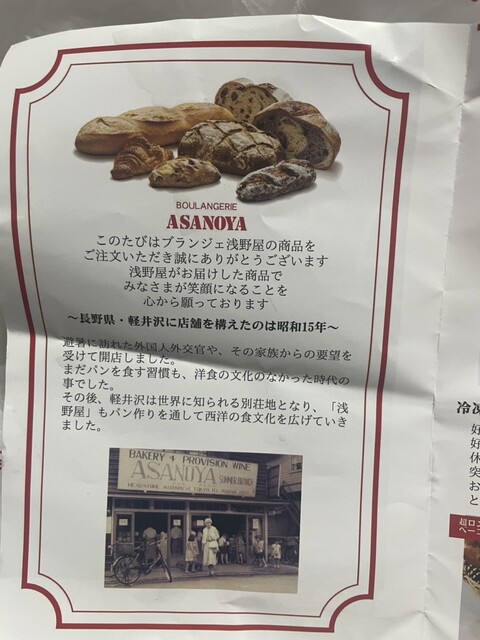 BOULANGERIE
ASANOYA
このたびはブランジェ浅野屋の商品を
ご注文いただき誠にありがとうございます
浅野屋がお届けした商品で
みなさまが笑顔になることを
心から願っております
〜長野県・軽井沢に店舗を構えたのは昭和15年〜
避暑に訪れた外国人外交官や、その家族からの要望を
受けて開店しました。
まだパンを食す習慣も、洋食の文化のなかった時代の
事でした。
その後、軽井沢は世界に知られる別荘地となり、「浅
野屋」もパン作りを通して西洋の食文化を広げていき
ました。
BAKERY & PROVISION WINE
ASANOYA
SUMMER BRANCH
冷凍
好
好
休
突
お
と